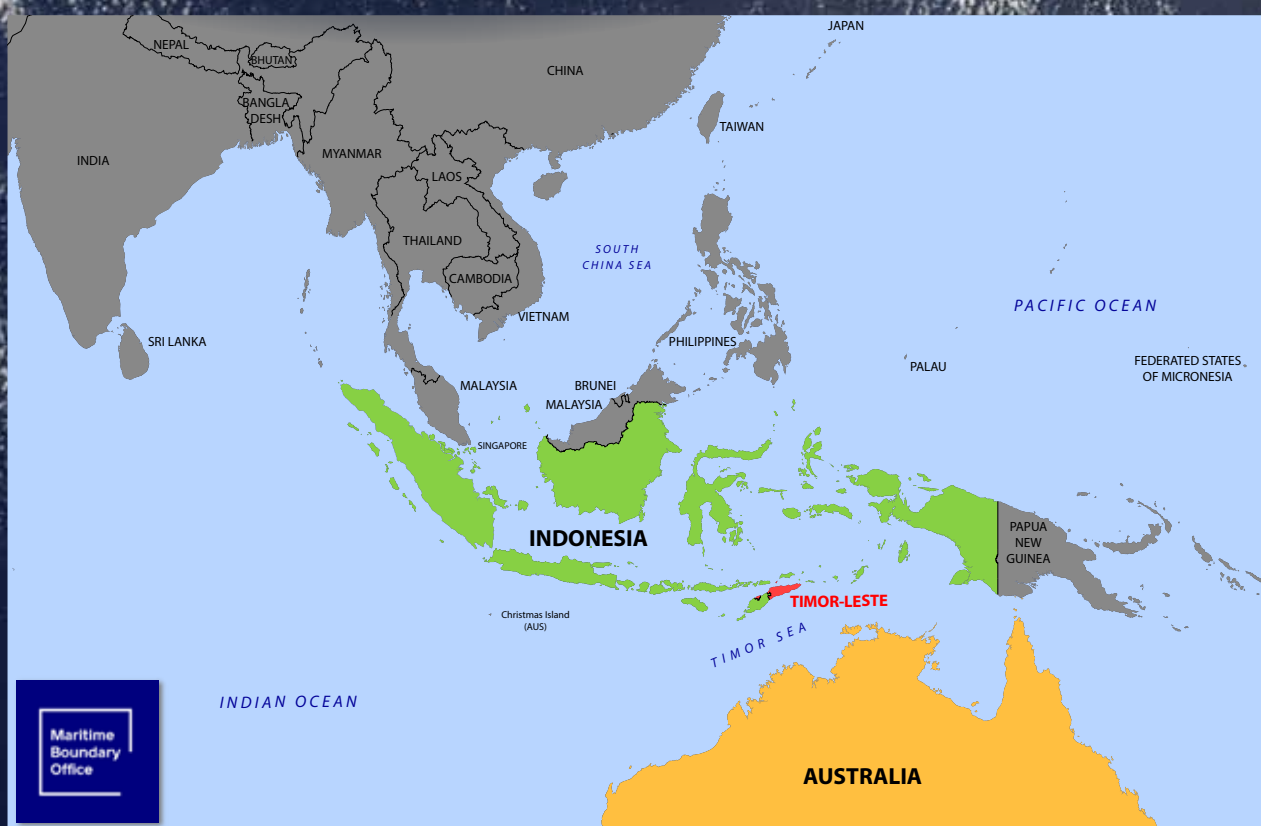 JAPAN
NEPAL
BHUTAN
CHINA
BANGLA
DESH
TAIWAN
INDIA
MYANMAR
LAOS
THAILAND
SOUTH
CHINA SEA
CAMBODIA
PACIFIC OCEAN
VIETNAM
SRI LANKA
PHILIPPINES
PALAU
FEDERATED STATES
OF MICRONESIA
MALAYSIA
BRUNEI
MALAYSIA
SINGAPORE
INDONESIA
PAPUA
NEW
GUINEA
TIMOR-LESTE
Christmas Island
(AUS)
TIMOR SEA
INDIAN OCEAN
Maritime
Boundary
Office
AUSTRALIA